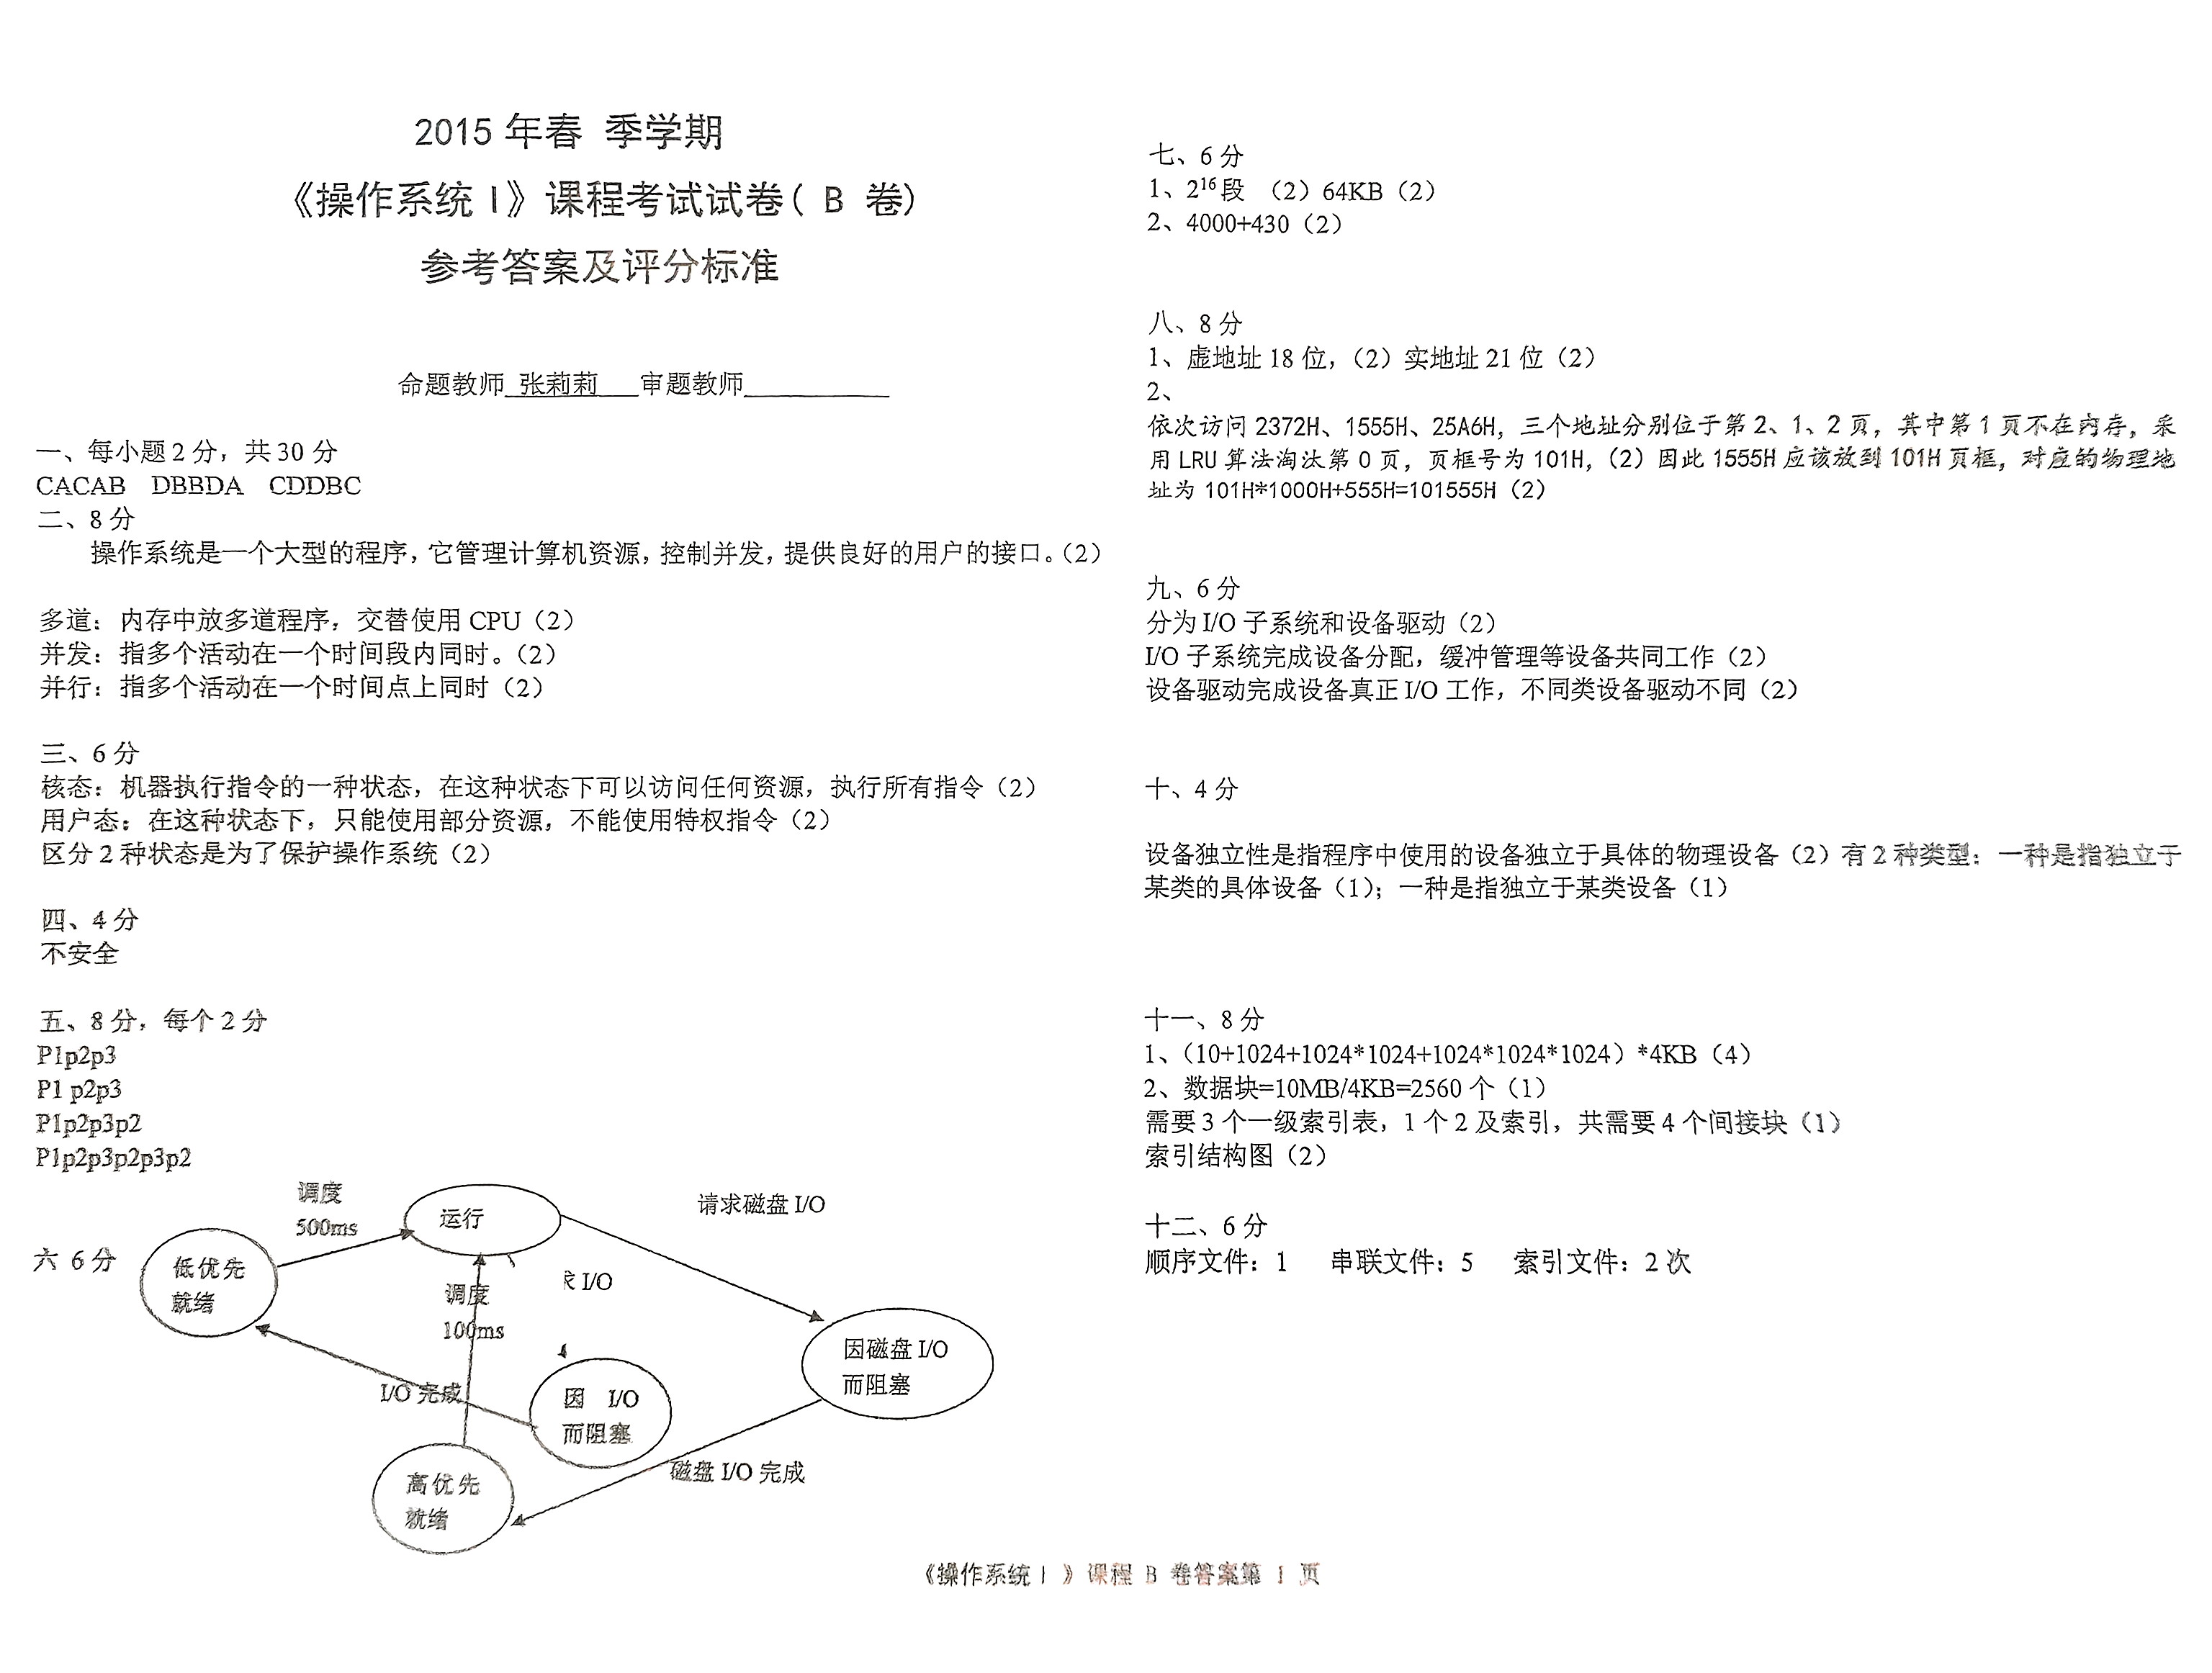 2015 年春 季学期
《操作系统 I》课程考试试卷( B 卷)
参考答案及评分标准
命题教师 张莉莉 审题教师
一、每小题 2 分，共 30 分
CACAB DBBDA CDDBC
二、8 分
操作系统是一个大型的程序，它管理计算机资源，控制并发，提供良好的用户的接口。（2）
多道：内存中放多道程序，交替使用 CPU（2）
并发：指多个活动在一个时间段内同时。（2）
并行：指多个活动在一个时间点上同时（2）
三、6 分
核态：机器执行指令的一种状态，在这种状态下可以访问任何资源，执行所有指令（2）
用户态：在这种状态下，只能使用部分资源，不能使用特权指令（2）
区分 2 种状态是为了保护操作系统（2）
四、4 分
不安全
五、8 分，每个 2 分
P1p2p3
P1 p2p3
P1p2p3p2
P1p2p3p2p3p2
六 6 分
调度
500ms
运行
请求磁盘 I/O
低优先
就绪
调度
100ms
I/O
因磁盘 I/O
而阻塞
I/O 完成
因 I/O
而阻塞
高优先
就绪
磁盘 I/O 完成
七、6 分
1、2¹⁶段 （2）64KB（2）
2、4000+430（2）
八、8 分
1、虚地址 18 位，（2）实地址 21 位（2）
2、
依次访问 2372H、1555H、25A6H，三个地址分别位于第 2、1、2 页，其中第 1 页不在内存，采
用 LRU 算法淘汰第 0 页，页框号为 101H，（2）因此 1555H 应该放到 101H 页框，对应的物理地
址为 101H*1000H+555H=101555H（2）
九、6 分
分为 I/O 子系统和设备驱动（2）
I/O 子系统完成设备分配，缓冲管理等设备共同工作（2）
设备驱动完成设备真正 I/O 工作，不同类设备驱动不同（2）
十、4 分
设备独立性是指程序中使用的设备独立于具体的物理设备（2）有 2 种类型：一种是指独立于
某类的具体设备（1）；一种是指独立于某类设备（1）
十一、8 分
1、（10+1024+1024*1024+1024*1024*1024）*4KB（4）
2、数据块=10MB/4KB=2560 个（1）
需要 3 个一级索引表，1 个 2 及索引，共需要 4 个间接块（1）
索引结构图（2）
十二、6 分
顺序文件：1 串联文件：5 索引文件：2 次
《操作系统 I 》课程 B 卷答案第 1 页